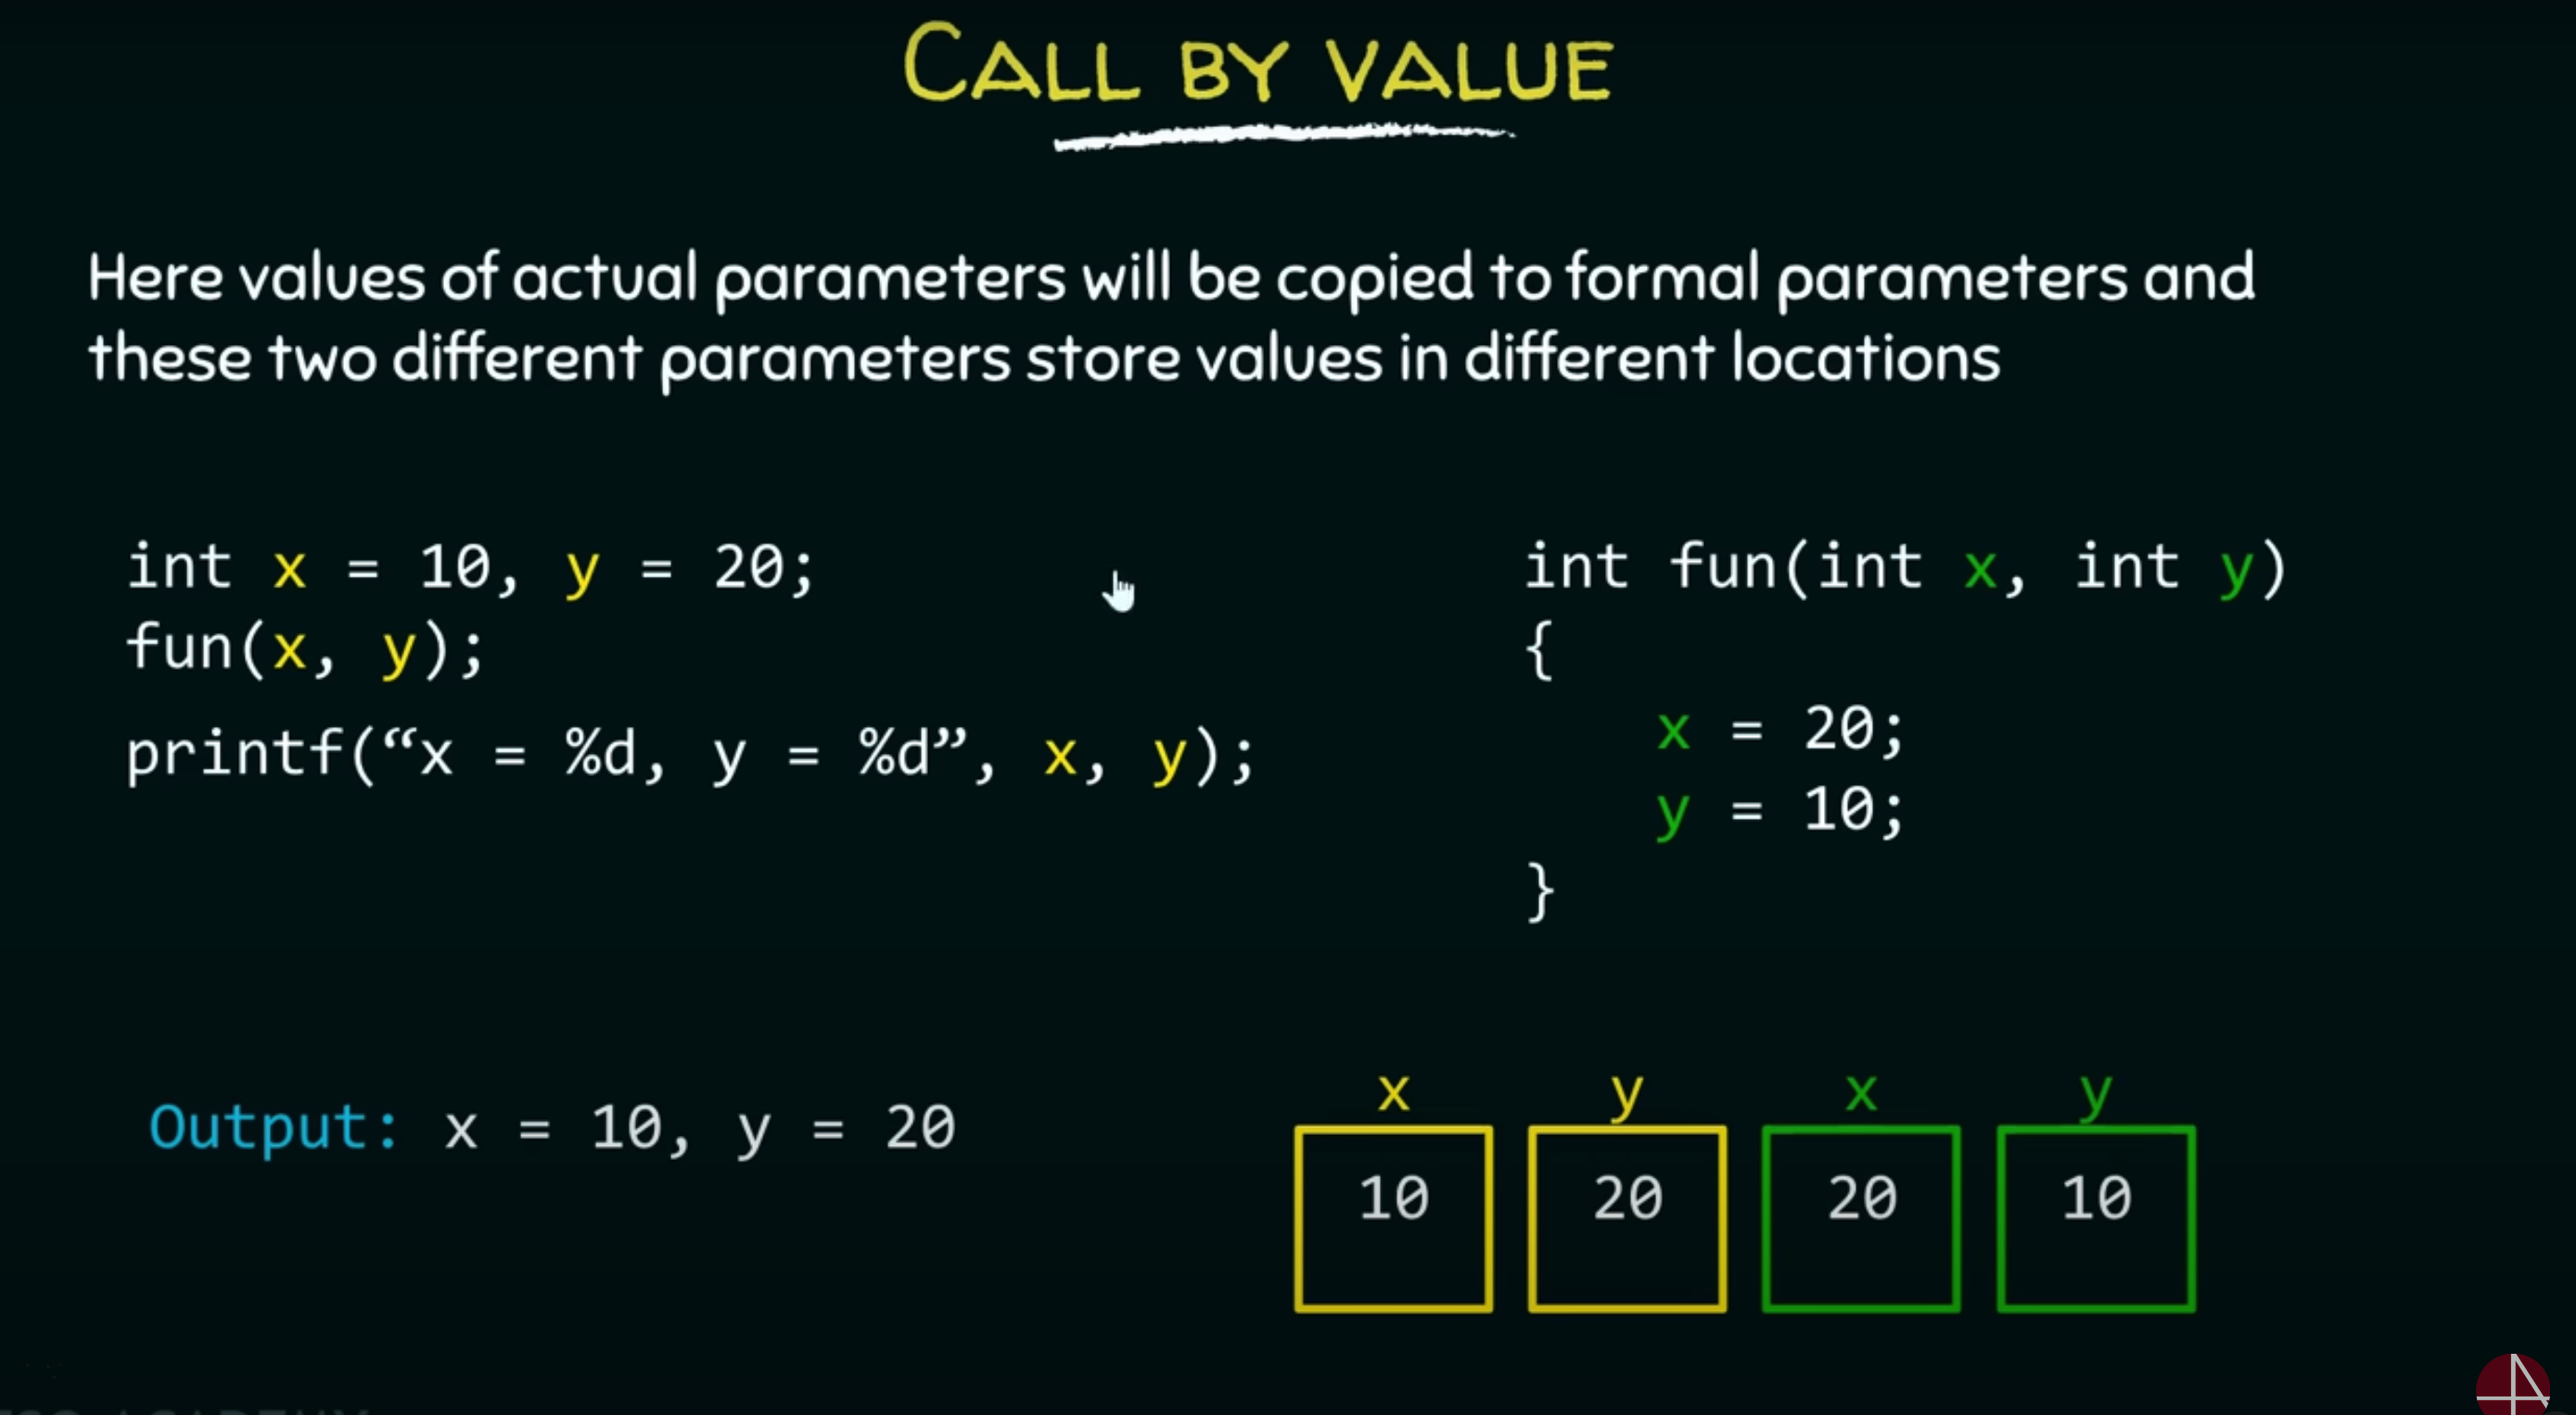 CALL BY VALUE
Here values of actual parameters will be copied to formal parameters and
these two different parameters store values in different locations
int x = 10, y = 20;
fun(x, y);
printf(“x = %d, y = %d”, x, y);
int fun(int x, int y)
{
x = 20;
y = 10;
}
Output: x = 10, y = 20
x y x y
10 20 20 10